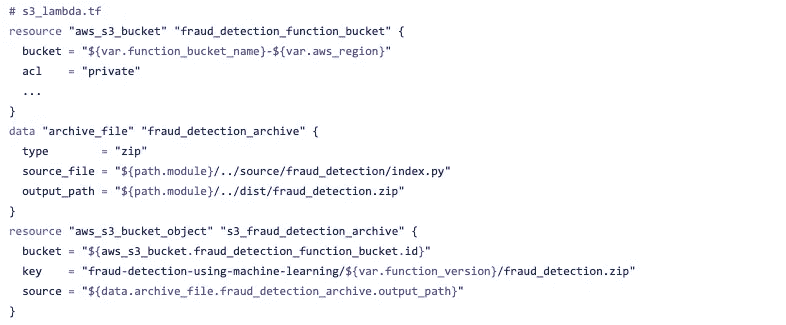 # s3_lambda.tf
resource "aws_s3_bucket" "fraud_detection_function_bucket" {
  bucket = "${var.function_bucket_name}-${var.aws_region}"
  acl    = "private"
  ...
}
data "archive_file" "fraud_detection_archive" {
  type        = "zip"
  source_file = "${path.module}/../source/fraud_detection/index.py"
  output_path = "${path.module}/../dist/fraud_detection.zip"
}
resource "aws_s3_bucket_object" "s3_fraud_detection_archive" {
  bucket = "${aws_s3_bucket.fraud_detection_function_bucket.id}"
  key    = "fraud-detection-using-machine-learning/${var.function_version}/fraud_detection.zip"
  source = "${data.archive_file.fraud_detection_archive.output_path}"
}